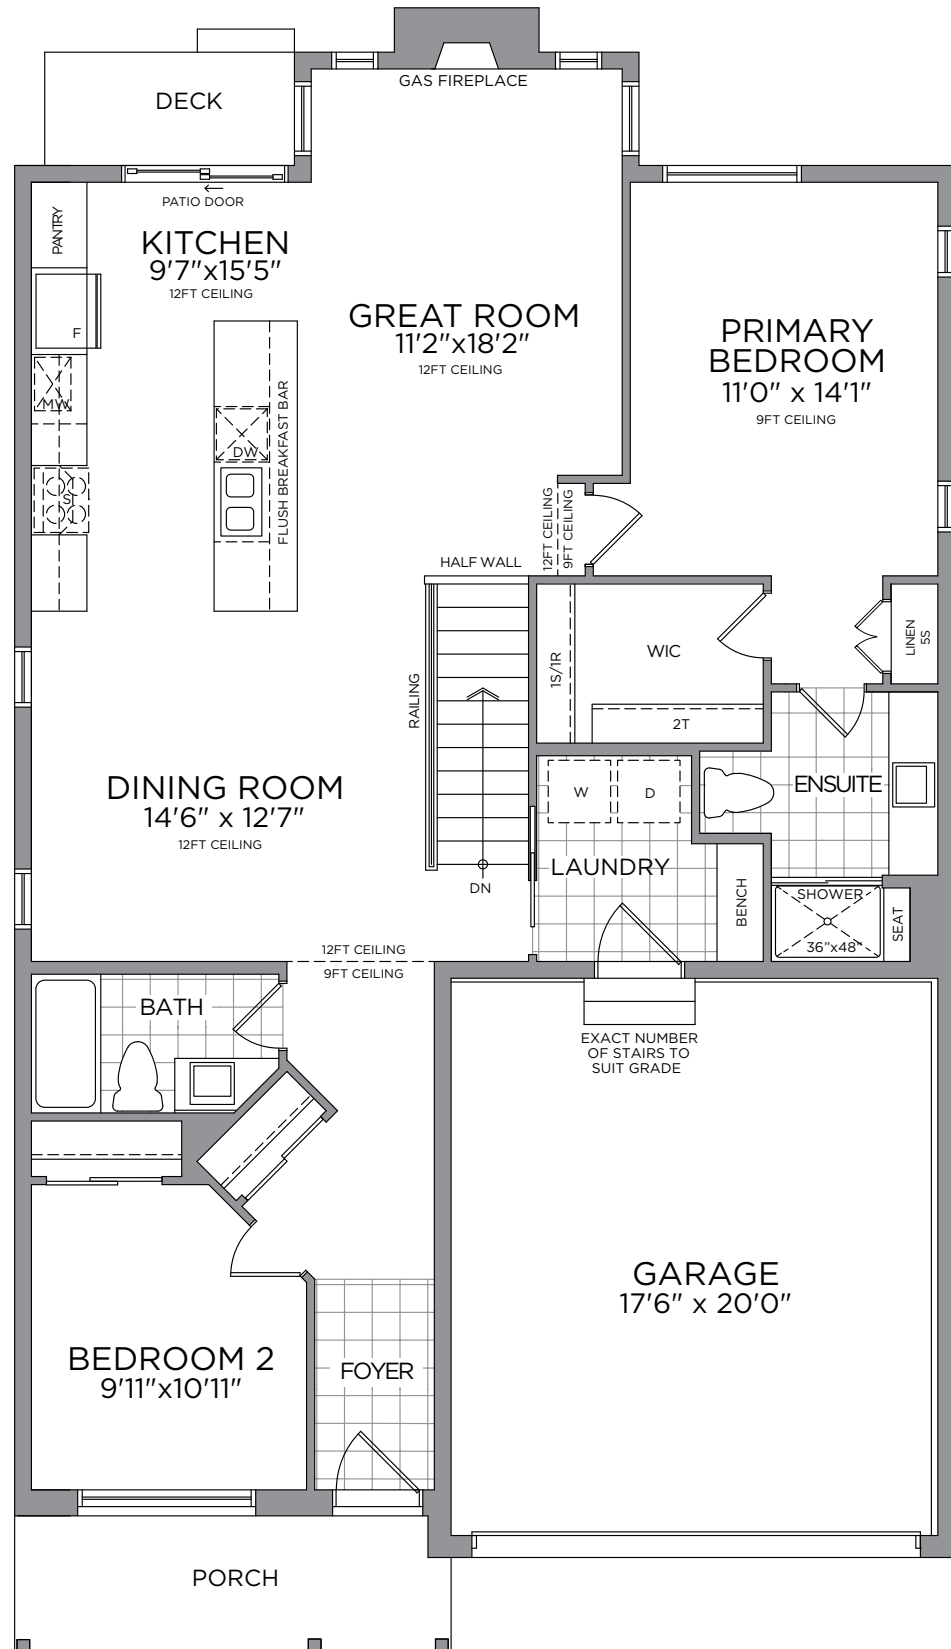 GAS FIREPLACE
DECK
PATIO DOOR
PANTRY
KITCHEN
9'7"x15'5"
12FT CEILING
F
GREAT ROOM
11'2"x18'2"
12FT CEILING
PRIMARY
BEDROOM
11'0" x 14'1"
9FT CEILING
MW
FLUSH BREAKFAST BAR
DW
S
12FT CEILING
9FT CEILING
HALF WALL
RAILING
1S/1R
WIC
2T
LINEN
5S
DINING ROOM
14'6" x 12'7"
12FT CEILING
W
D
ENSUITE
LAUNDRY
DN
BENCH
SHOWER
36"x48"
SEAT
12FT CEILING
9FT CEILING
BATH
EXACT NUMBER
OF STAIRS TO
SUIT GRADE
GARAGE
17'6" x 20'0"
BEDROOM 2
9'11"x10'11"
FOYER
PORCH